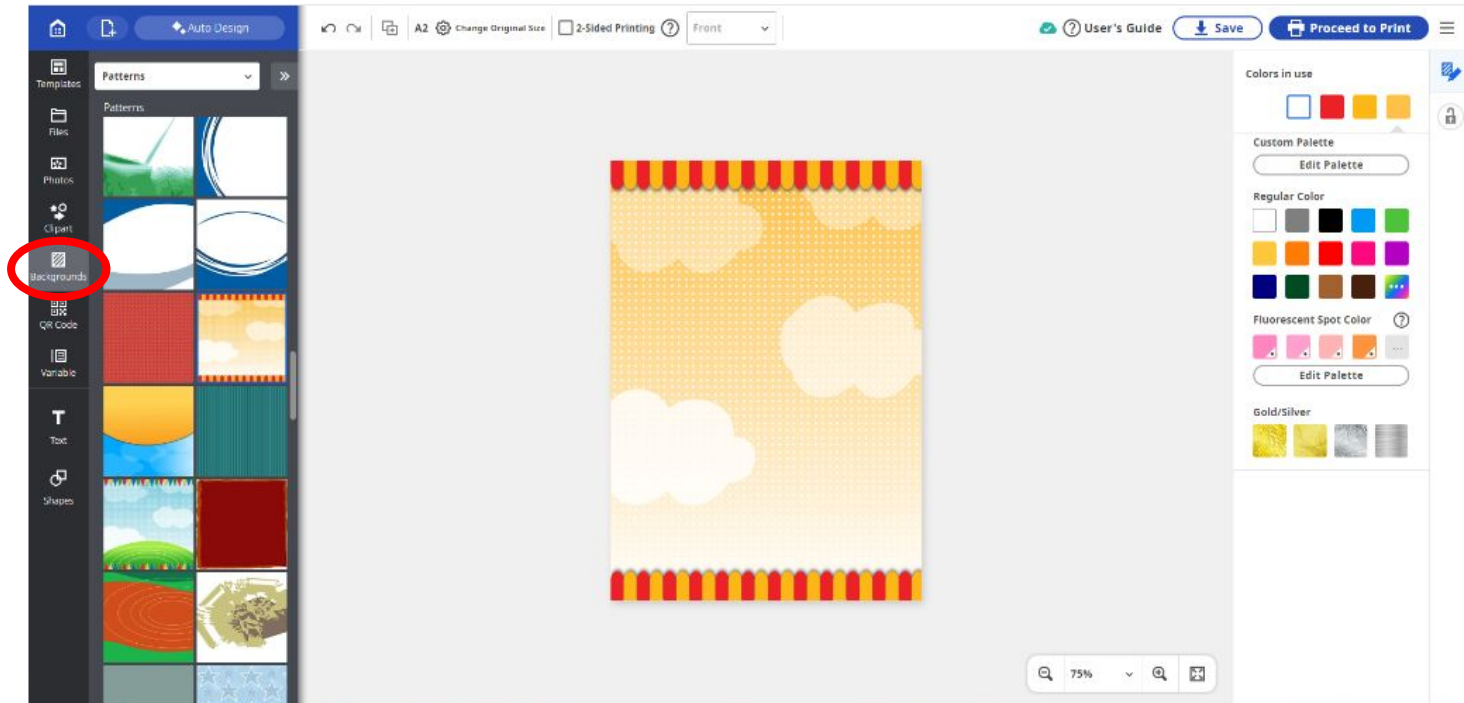 Auto Design
A2 Change Original Size 2-Sided Printing ? Front
? User's Guide Save Proceed to Print
Templates
Files
Photos
Clipart
Backgrounds
QR Code
Variable
T
Text
Shapes
Patterns
Patterns
75%
Colors in use
Custom Palette
Edit Palette
Regular Color
Fluorescent Spot Color ?
Edit Palette
Gold/Silver